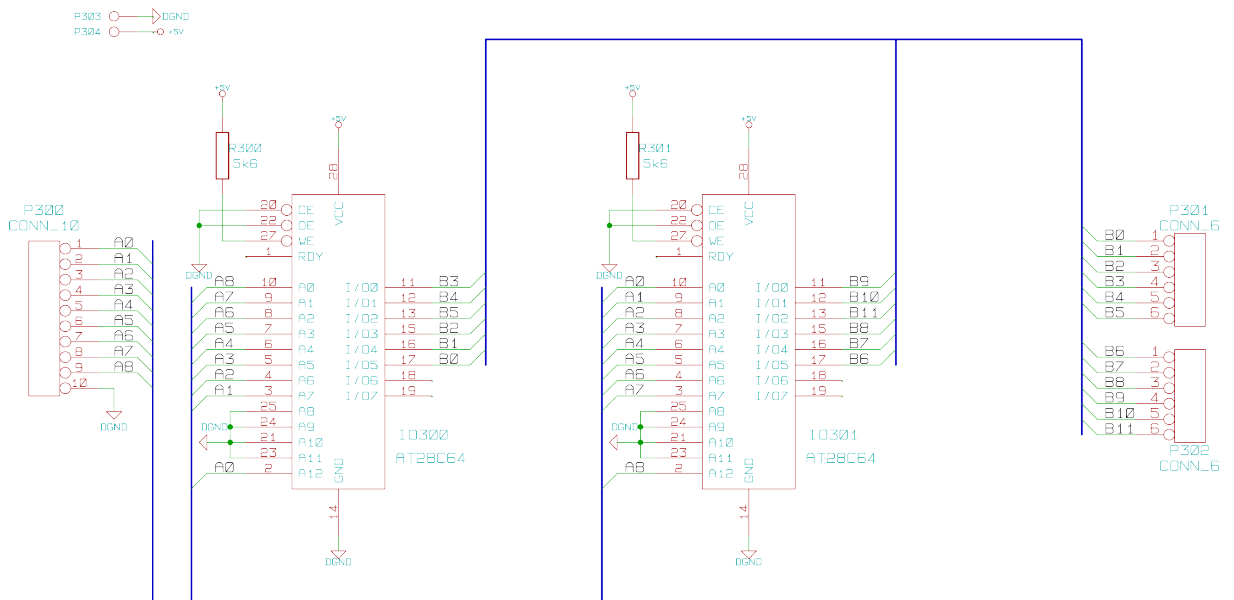 P303 DGND
P304 +5V
+5V
+5V
+5V
+5V
R300
5k6
R301
5k6
28
VCC
28
VCC
P300
CONN_10
1 A0
2 A1
3 A2
4 A3
5 A4
6 A5
7 A6
8 A7
9 A8
10
DGND
20 CE
22 OE
27 WE
1 RDY
DGND
A8 10 A0 I/O0 11 B3
A7 9 A1 I/O1 12 B4
A6 8 A2 I/O2 13 B5
A5 7 A3 I/O3 15 B2
A4 6 A4 I/O4 16 B1
A3 5 A5 I/O5 17 B0
A2 4 A6 I/O6 18
A1 3 A7 I/O7 19
25 A8
DGND 24 A9
21 A10
23 A11
A0 2 A12
GND
14
DGND
IC300
AT28C64
20 CE
22 OE
27 WE
1 RDY
DGND
A0 10 A0 I/O0 11 B9
A1 9 A1 I/O1 12 B10
A2 8 A2 I/O2 13 B11
A3 7 A3 I/O3 15 B8
A4 6 A4 I/O4 16 B7
A5 5 A5 I/O5 17 B6
A6 4 A6 I/O6 18
A7 3 A7 I/O7 19
25 A8
DGND 24 A9
21 A10
23 A11
A8 2 A12
GND
14
DGND
IC301
AT28C64
P301
CONN_6
B0 1
B1 2
B2 3
B3 4
B4 5
B5 6
B6 1
B7 2
B8 3
B9 4
B10 5
B11 6
P302
CONN_6